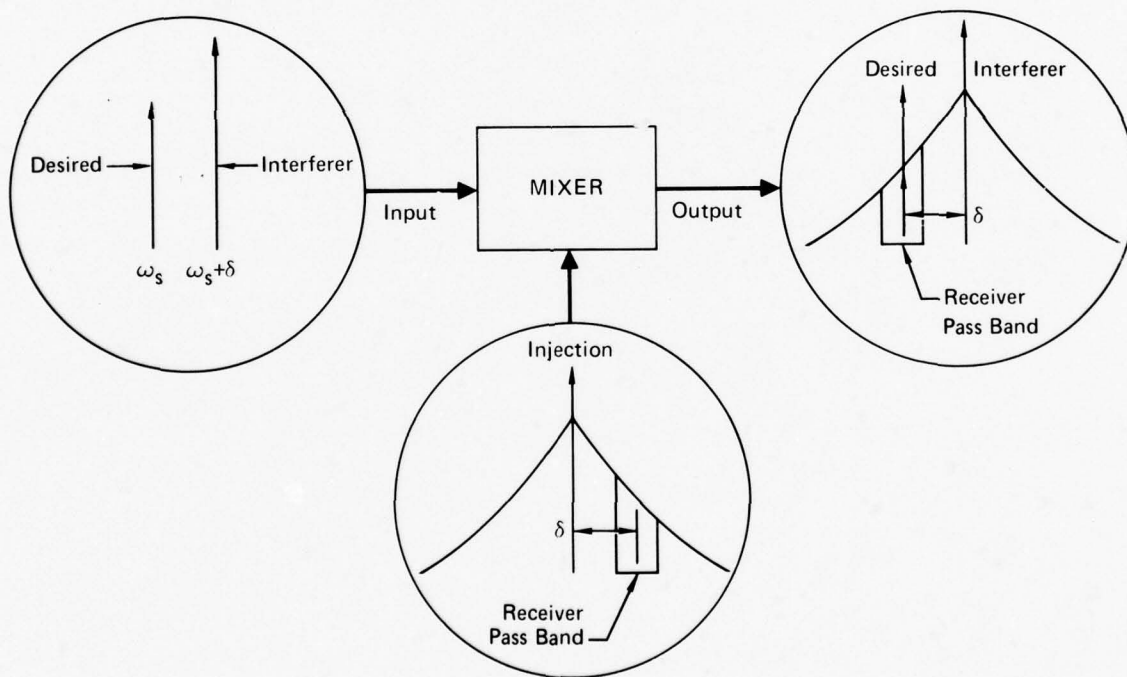 Desired
Interferer
ωs
ωs+δ
Input
MIXER
Output
Desired
Interferer
δ
Receiver
Pass Band
Injection
δ
Receiver
Pass Band